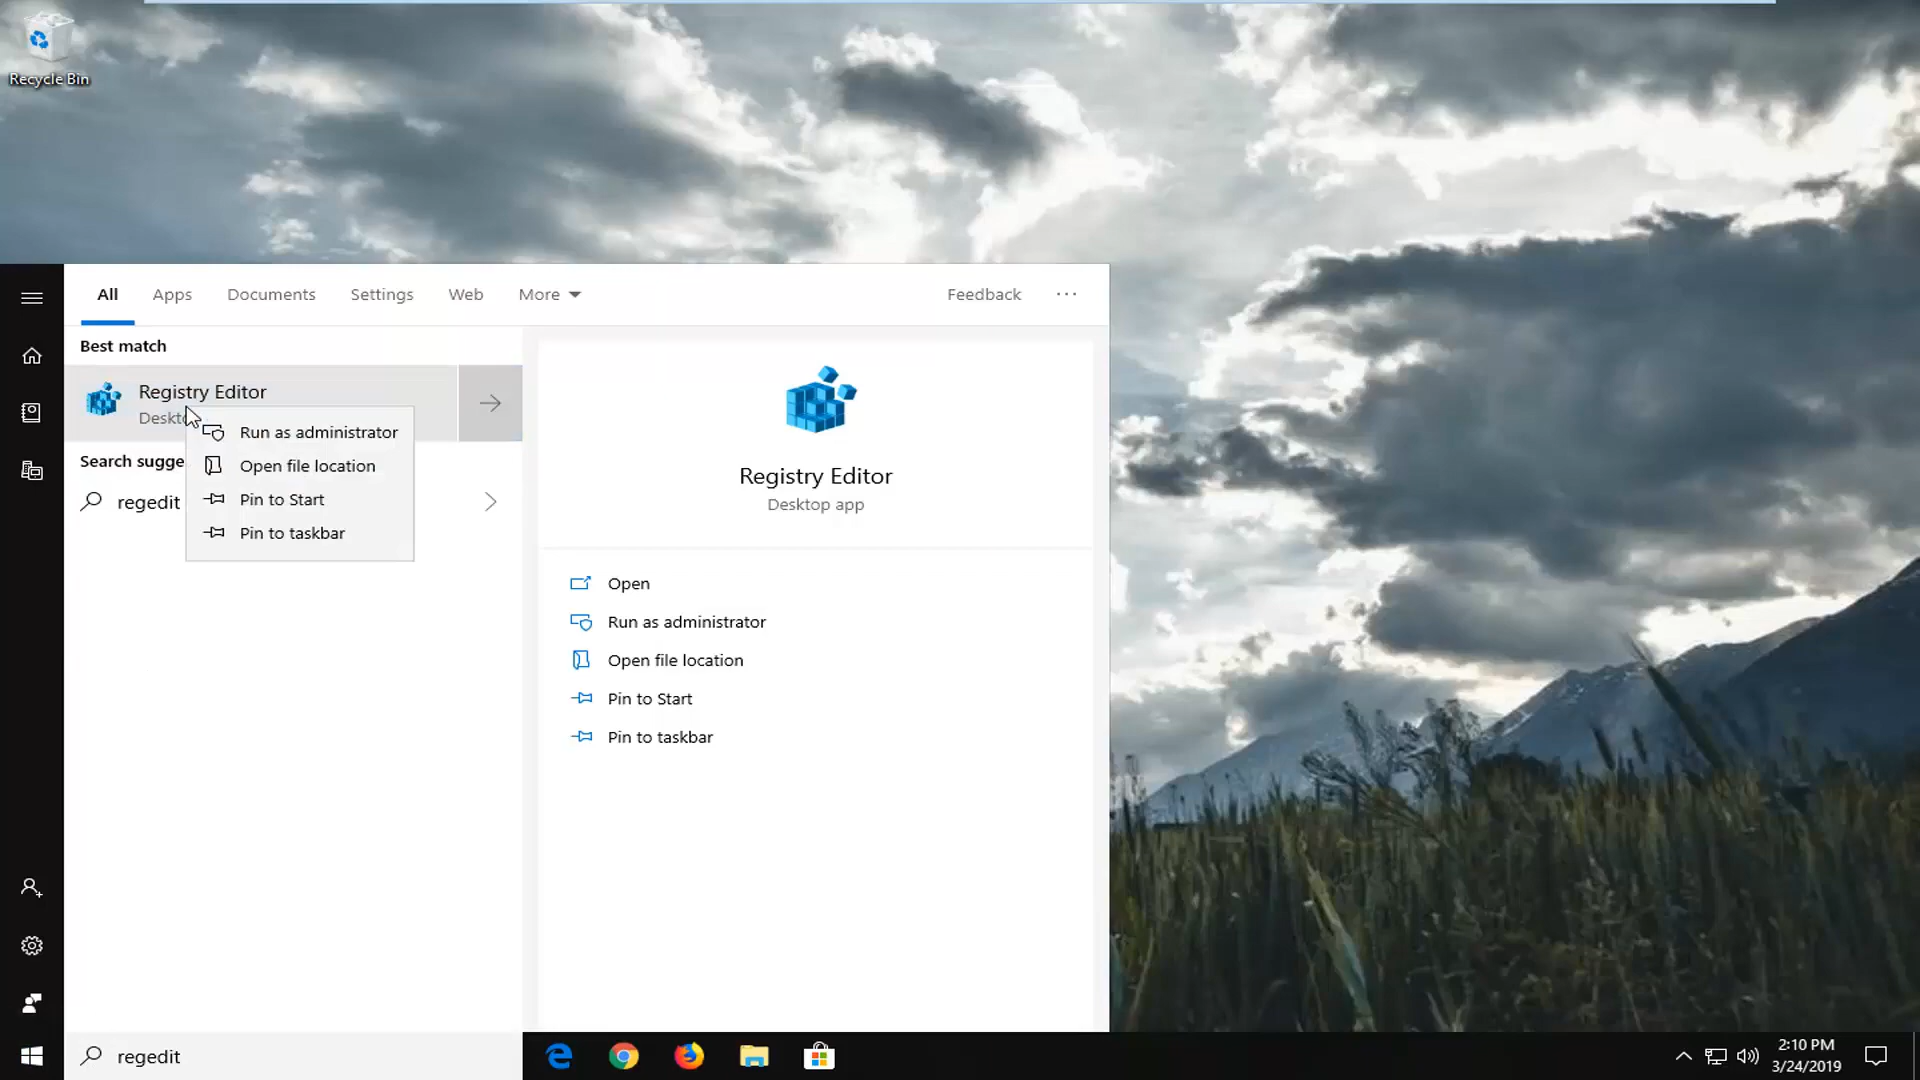 Recycle Bin
All Apps Documents Settings Web More Feedback
Best match
Registry Editor
Deskt
Run as administrator
Open file location
Pin to Start
Pin to taskbar
Search sugge
regedit
Registry Editor
Desktop app
Open
Run as administrator
Open file location
Pin to Start
Pin to taskbar
regedit
2:10 PM
3/24/2019